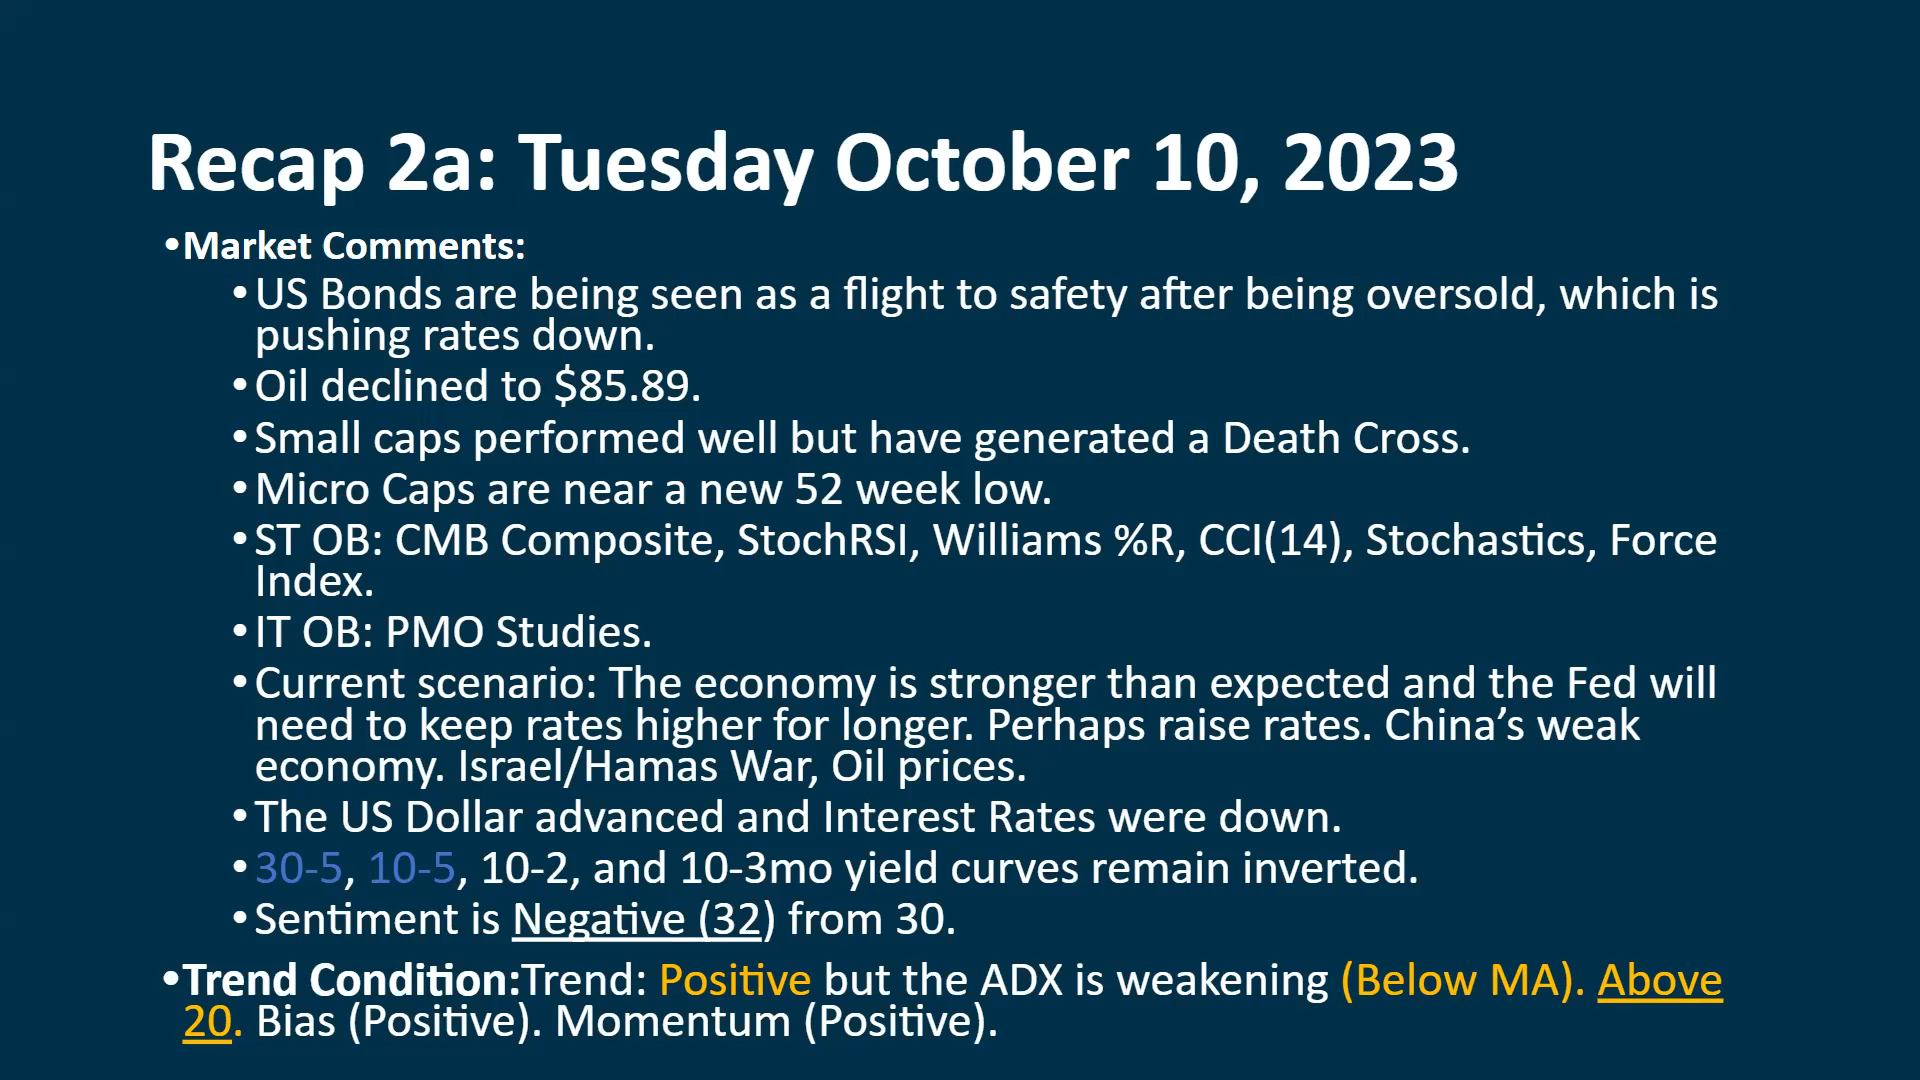 Recap 2a: Tuesday October 10, 2023
•Market Comments:
•US Bonds are being seen as a flight to safety after being oversold, which is
pushing rates down.
•Oil declined to $85.89.
•Small caps performed well but have generated a Death Cross.
•Micro Caps are near a new 52 week low.
•ST OB: CMB Composite, StochRSI, Williams %R, CCI(14), Stochastics, Force
Index.
•IT OB: PMO Studies.
•Current scenario: The economy is stronger than expected and the Fed will
need to keep rates higher for longer. Perhaps raise rates. China’s weak
economy. Israel/Hamas War, Oil prices.
•The US Dollar advanced and Interest Rates were down.
•30-5, 10-5, 10-2, and 10-3mo yield curves remain inverted.
•Sentiment is Negative (32) from 30.
•Trend Condition:Trend: Positive but the ADX is weakening (Below MA). Above
20. Bias (Positive). Momentum (Positive).